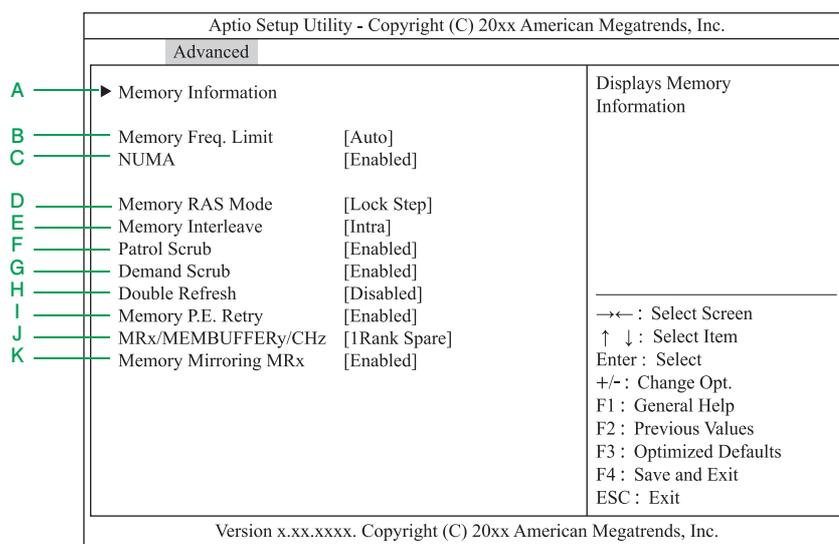 Aptio Setup Utility - Copyright (C) 20xx American Megatrends, Inc.
Advanced
A ▶ Memory Information
B Memory Freq. Limit [Auto]
C NUMA [Enabled]
D Memory RAS Mode [Lock Step]
E Memory Interleave [Intra]
F Patrol Scrub [Enabled]
G Demand Scrub [Enabled]
H Double Refresh [Disabled]
I Memory P.E. Retry [Enabled]
J MRx/MEMBUFFERy/CHz [1Rank Spare]
K Memory Mirroring MRx [Enabled]
Displays Memory
Information
→← : Select Screen
↑ ↓ : Select Item
Enter : Select
+/- : Change Opt.
F1 : General Help
F2 : Previous Values
F3 : Optimized Defaults
F4 : Save and Exit
ESC : Exit
Version x.xx.xxxx. Copyright (C) 20xx American Megatrends, Inc.